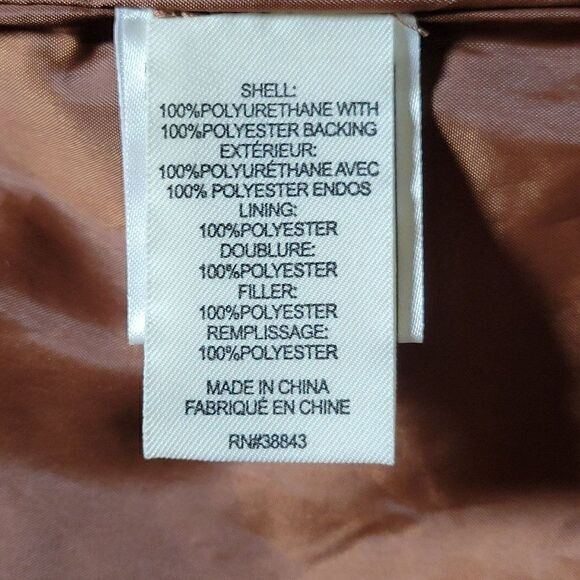 SHELL:
100%POLYURETHANE WITH
100%POLYESTER BACKING
EXTÉRIEUR:
100%POLYURÉTHANE AVEC
100% POLYESTER ENDOS
LINING:
100%POLYESTER
DOUBLURE:
100%POLYESTER
FILLER:
100%POLYESTER
REMPLISSAGE:
100%POLYESTER
MADE IN CHINA
FABRIQUÉ EN CHINE
RN#38843